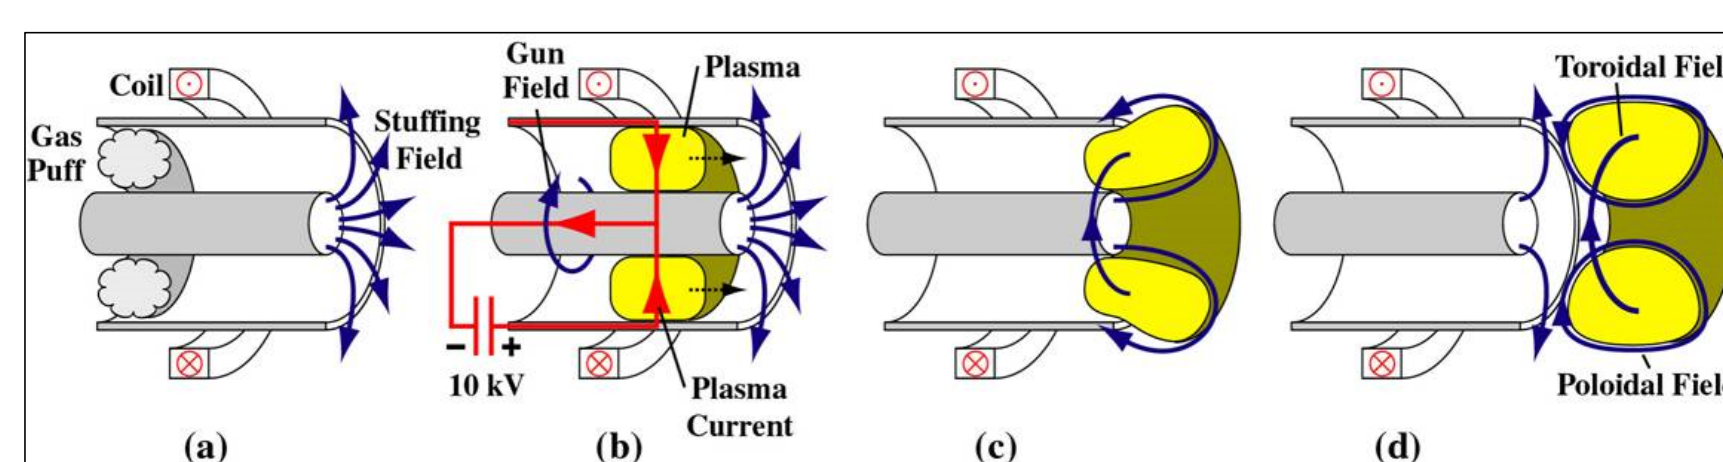 Coil
Gas
Puff
Stuffing
Field
(a)
Gun
Field
Plasma
− +
10 kV
Plasma
Current
(b)
(c)
Toroidal Fiel
Poloidal Fiel
(d)